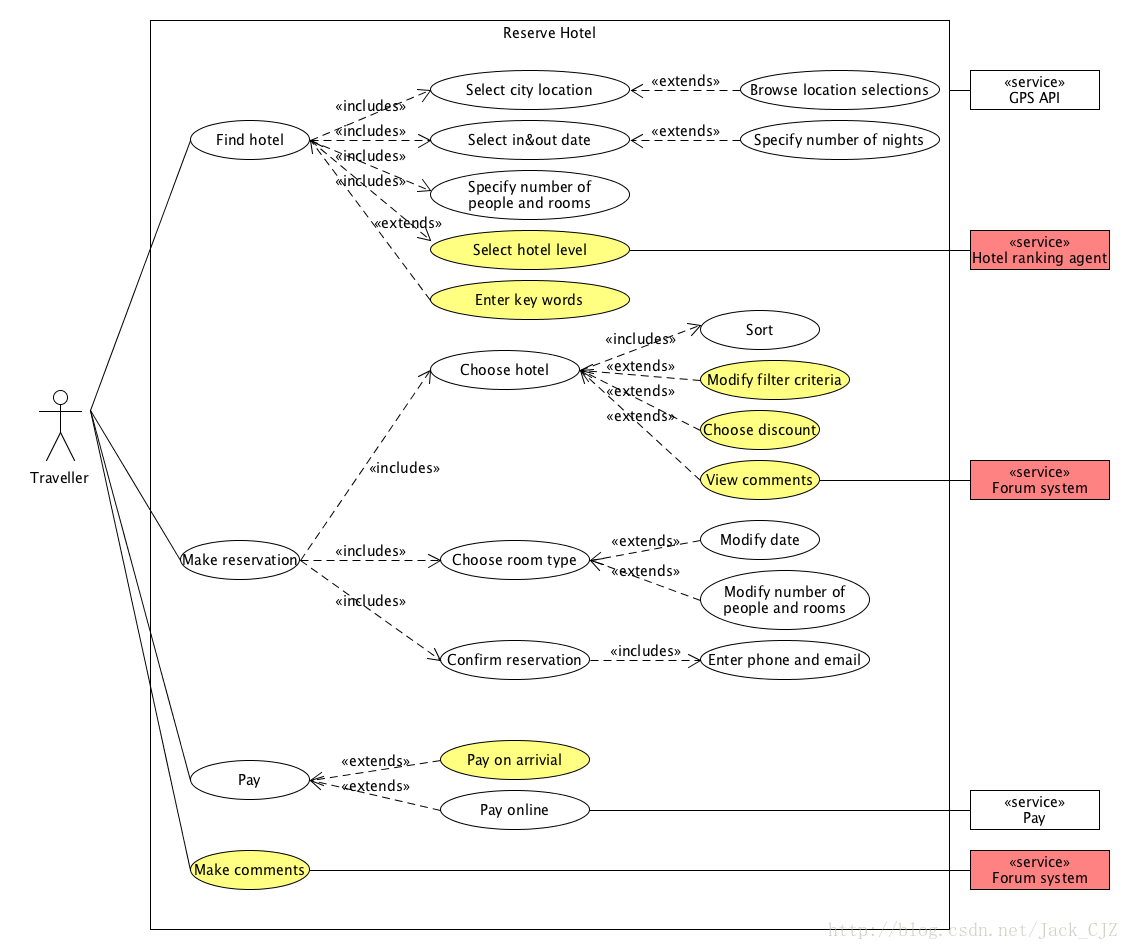 Reserve Hotel
Select city location
«extends»
Browse location selections
«service»
GPS API
«includes»
Find hotel
«includes»
Select in&out date
«extends»
Specify number of nights
«includes»
Specify number of
people and rooms
«includes»
«extends»
Select hotel level
«service»
Hotel ranking agent
Enter key words
Choose hotel
«includes»
Sort
«extends»
Modify filter criteria
«extends»
Choose discount
«extends»
View comments
«service»
Forum system
Traveller
«includes»
Make reservation
«includes»
Choose room type
«extends»
Modify date
«extends»
Modify number of
people and rooms
«includes»
Confirm reservation
«includes»
Enter phone and email
Pay
«extends»
Pay on arrivial
«extends»
Pay online
«service»
Pay
Make comments
«service»
Forum system
http://blog.csdn.net/Jack_CJZ